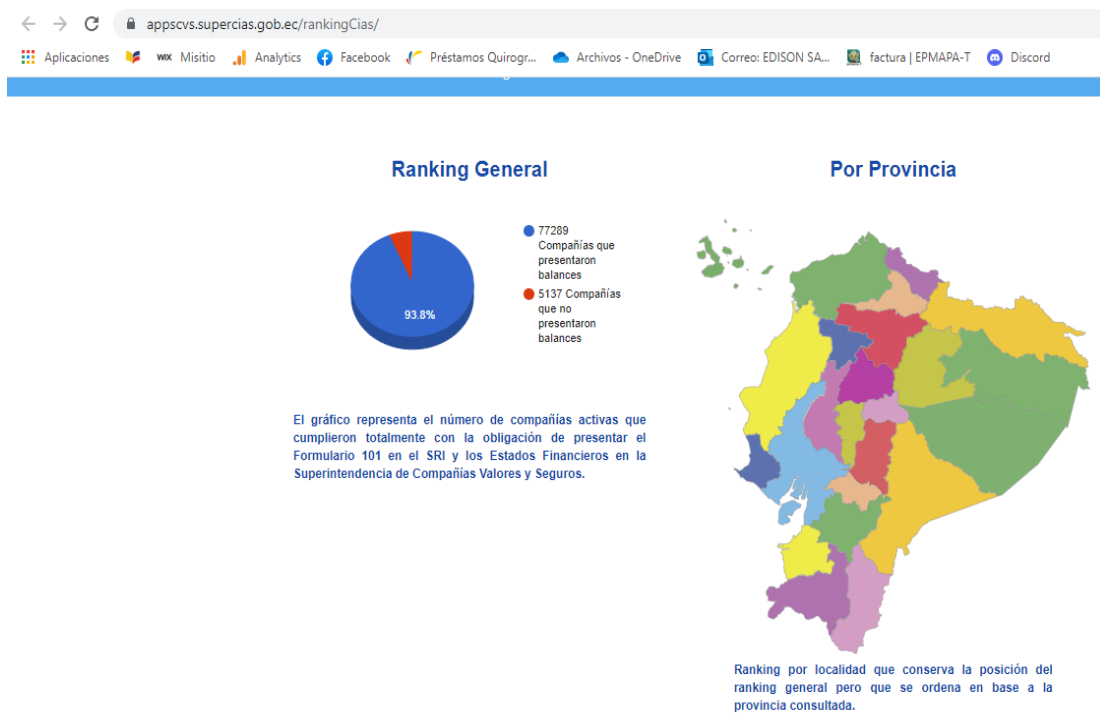 appscvs.supercias.gob.ec/rankingCias/
Aplicaciones WIX Misitio Analytics Facebook Préstamos Quirogr... Archivos - OneDrive Correo: EDISON SA... factura | EPMAPA-T Discord
Ranking General
93.8%
77289
Compañías que
presentaron
balances
5137 Compañías
que no
presentaron
balances
El gráfico representa el número de compañías activas que
cumplieron totalmente con la obligación de presentar el
Formulario 101 en el SRI y los Estados Financieros en la
Superintendencia de Compañías Valores y Seguros.
Por Provincia
Ranking por localidad que conserva la posición del
ranking general pero que se ordena en base a la
provincia consultada.